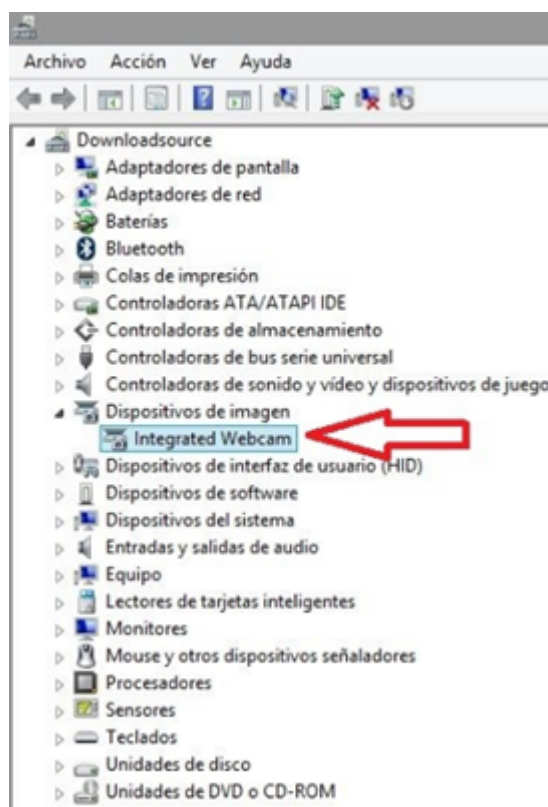 Archivo Acción Ver Ayuda
Downloadsource
Adaptadores de pantalla
Adaptadores de red
Baterías
Bluetooth
Colas de impresión
Controladoras ATA/ATAPI IDE
Controladoras de almacenamiento
Controladoras de bus serie universal
Controladoras de sonido y vídeo y dispositivos de juego
Dispositivos de imagen
Integrated Webcam
Dispositivos de interfaz de usuario (HID)
Dispositivos de software
Dispositivos del sistema
Entradas y salidas de audio
Equipo
Lectores de tarjetas inteligentes
Monitores
Mouse y otros dispositivos señaladores
Procesadores
Sensores
Teclados
Unidades de disco
Unidades de DVD o CD-ROM